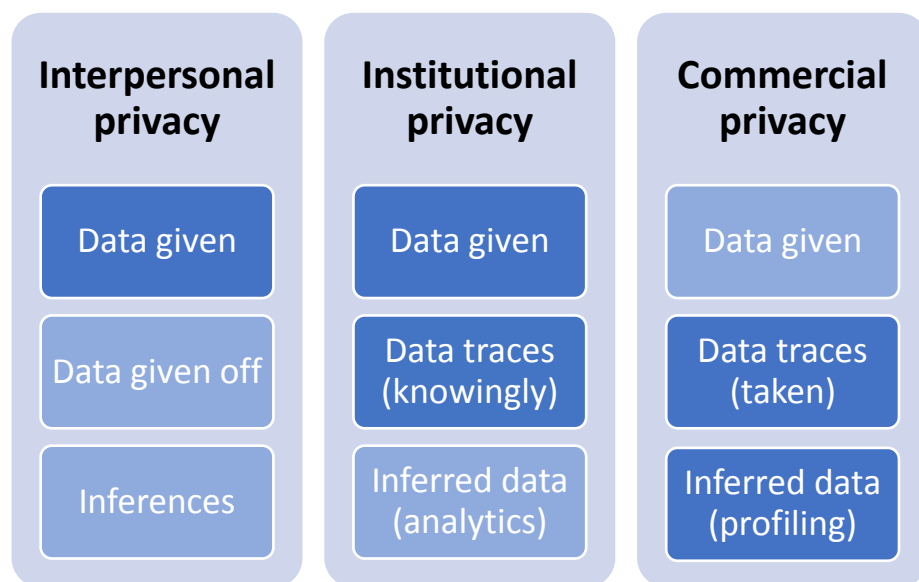 Interpersonal
privacy
Data given
Data given off
Inferences
Institutional
privacy
Data given
Data traces
(knowingly)
Inferred data
(analytics)
Commercial
privacy
Data given
Data traces
(taken)
Inferred data
(profiling)